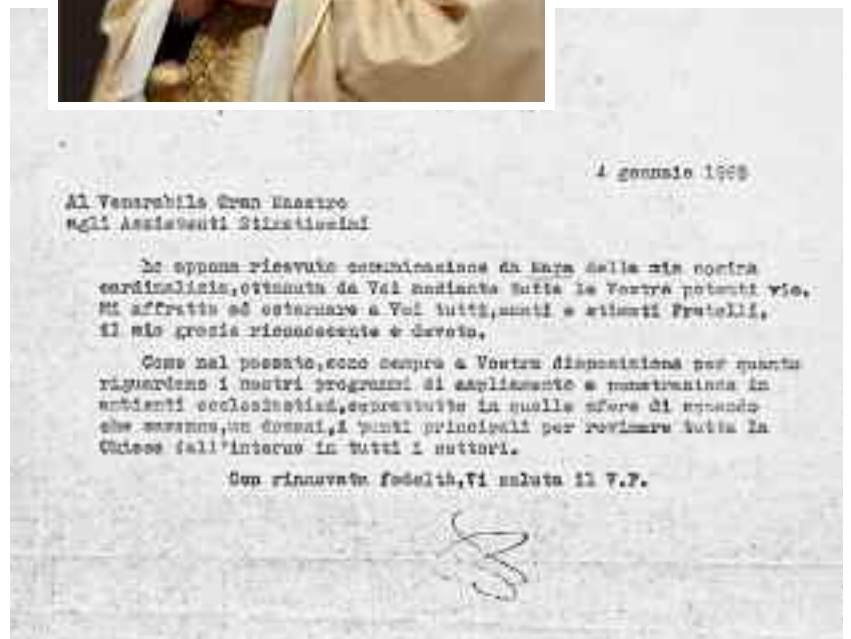 4 gennaio 196
Al Venerabile Gran Maestro
agli Assistenti Stimatissimi
Ho appena ricevuto comunicazione da Roma della mia nomina
cardinalizia,ottenuta da Voi mediante tutte le Vostre potenti vie.
Mi affretto ad esternare a Voi tutti,amati e stimati Fratelli,
il mio grazie riconoscente e devoto.
Come nel passato,sono sempre a Vostra disposizione per quanto
riguardano i nostri programmi di ampliamento e penetrazione in
ambienti ecclesiastici,soprattutto in quelle sfere di comando
che saranno,un domani,i punti principali per rovinare tutta la
Chiesa dall'interno in tutti i settori.
Con rinnovata fedeltà,Vi saluta il V.F.